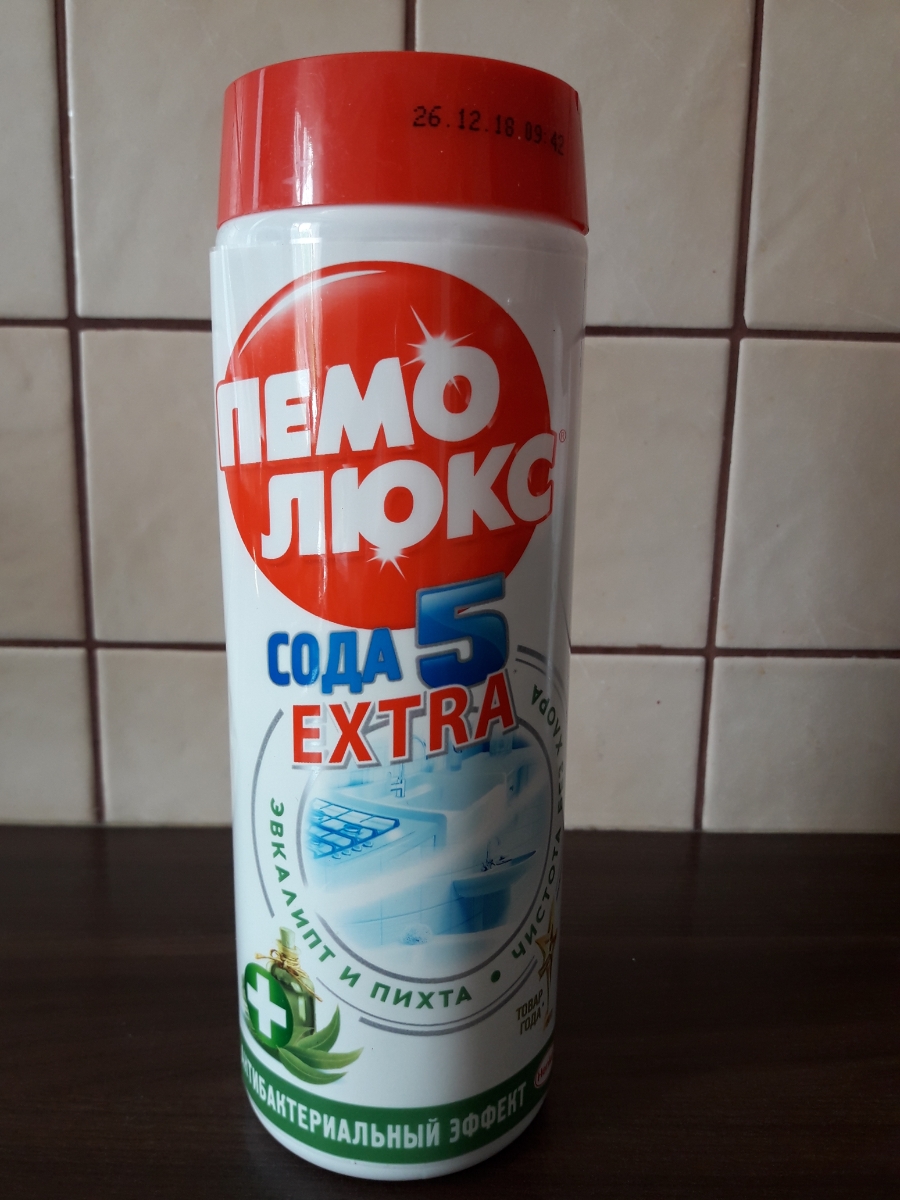 26.12.18.09:42
ПЕМО
ЛЮКС®
СОДА 5
EXTRA
ЭВКАЛИПТ И ПИХТА • ЧИСТОТА БЕЗ ХЛОРА
ТОВАР
ГОДА
АНТИБАКТЕРИАЛЬНЫЙ ЭФФЕКТ